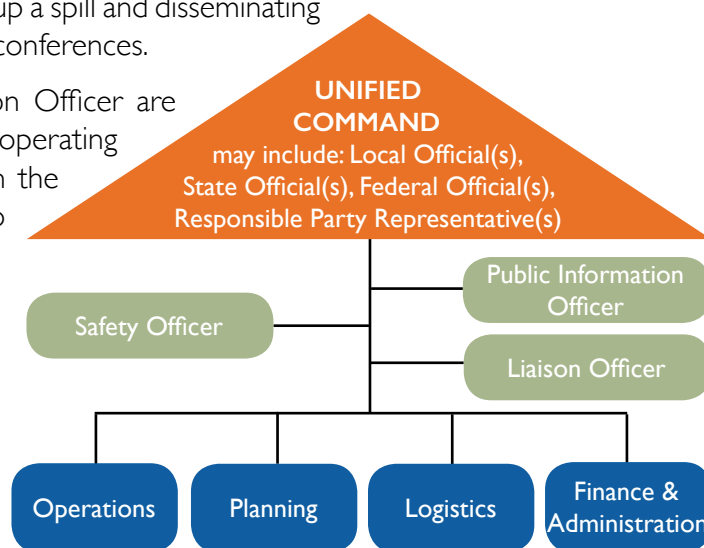 up a spill and disseminating
conferences.
on Officer are
operating
the
UNIFIED
COMMAND
may include: Local Official(s),
State Official(s), Federal Official(s),
Responsible Party Representative(s)
Public Information
Officer
Safety Officer
Liaison Officer
Operations
Planning
Logistics
Finance &
Administration